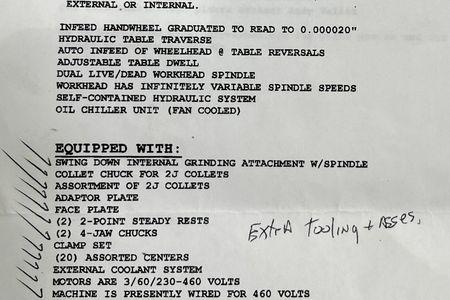 EXTERNAL OR INTERNAL.
INFEED HANDWHEEL GRADUATED TO READ TO 0.000020"
HYDRAULIC TABLE TRAVERSE
AUTO INFEED OF WHEELHEAD @ TABLE REVERSALS
ADJUSTABLE TABLE DWELL
DUAL LIVE/DEAD WORKHEAD SPINDLE
WORKHEAD HAS INFINITELY VARIABLE SPINDLE SPEEDS
SELF-CONTAINED HYDRAULIC SYSTEM
OIL CHILLER UNIT (FAN COOLED)
EQUIPPED WITH:
SWING DOWN INTERNAL GRINDING ATTACHMENT W/SPINDLE
COLLET CHUCK FOR 2J COLLETS
ASSORTMENT OF 2J COLLETS
ADAPTOR PLATE
FACE PLATE
(2) 2-POINT STEADY RESTS
(2) 4-JAW CHUCKS
Extra tooling + Asses.
CLAMP SET
(20) ASSORTED CENTERS
EXTERNAL COOLANT SYSTEM
MOTORS ARE 3/60/230-460 VOLTS
MACHINE IS PRESENTLY WIRED FOR 460 VOLTS